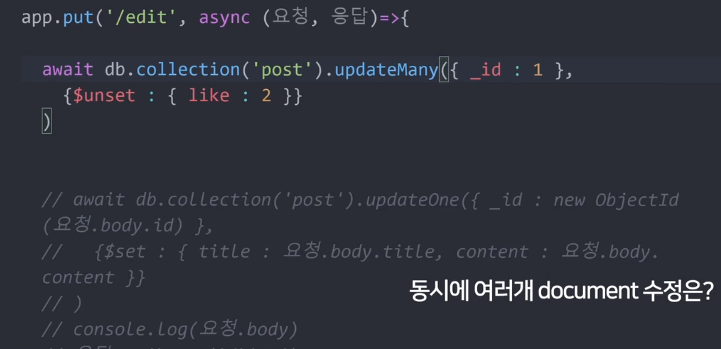 app.put('/edit', async (요청, 응답)=>{
await db.collection('post').updateMany({ _id : 1 },
{$unset : { like : 2 }}
)
// await db.collection('post').updateOne({ _id : new ObjectId
(요청.body.id) },
//   {$set : { title : 요청.body.title, content : 요청.body.
content }}
동시에 여러개 document 수정은?
// )
// console.log(요청.body)